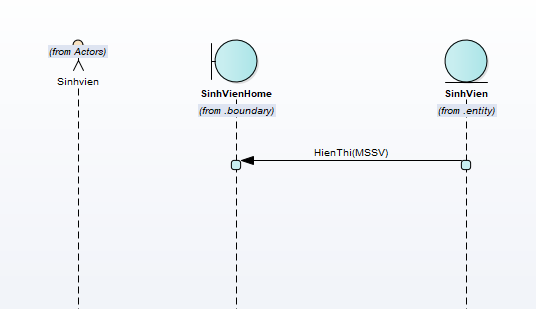 (from Actors)
Sinhvien
SinhVienHome
(from .boundary)
SinhVien
(from .entity)
HienThi(MSSV)